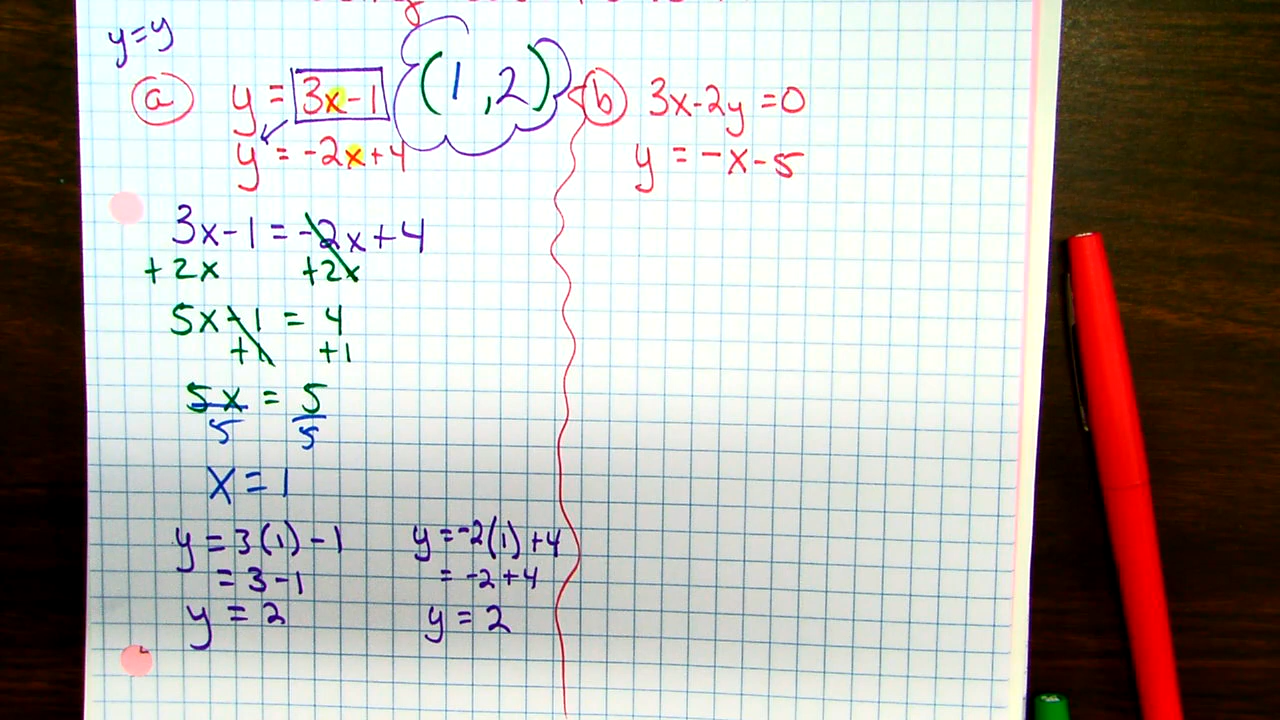 y=y
(a) y = 3x-1 (1,2)
y = -2x+4
3x-1 = -2x+4
+2x +2x
5x-1 = 4
+1 +1
5x = 5
5 5
x = 1
y = 3(1)-1 y = -2(1)+4
= 3-1 = -2+4
y = 2 y = 2
(b) 3x-2y = 0
y = -x-5